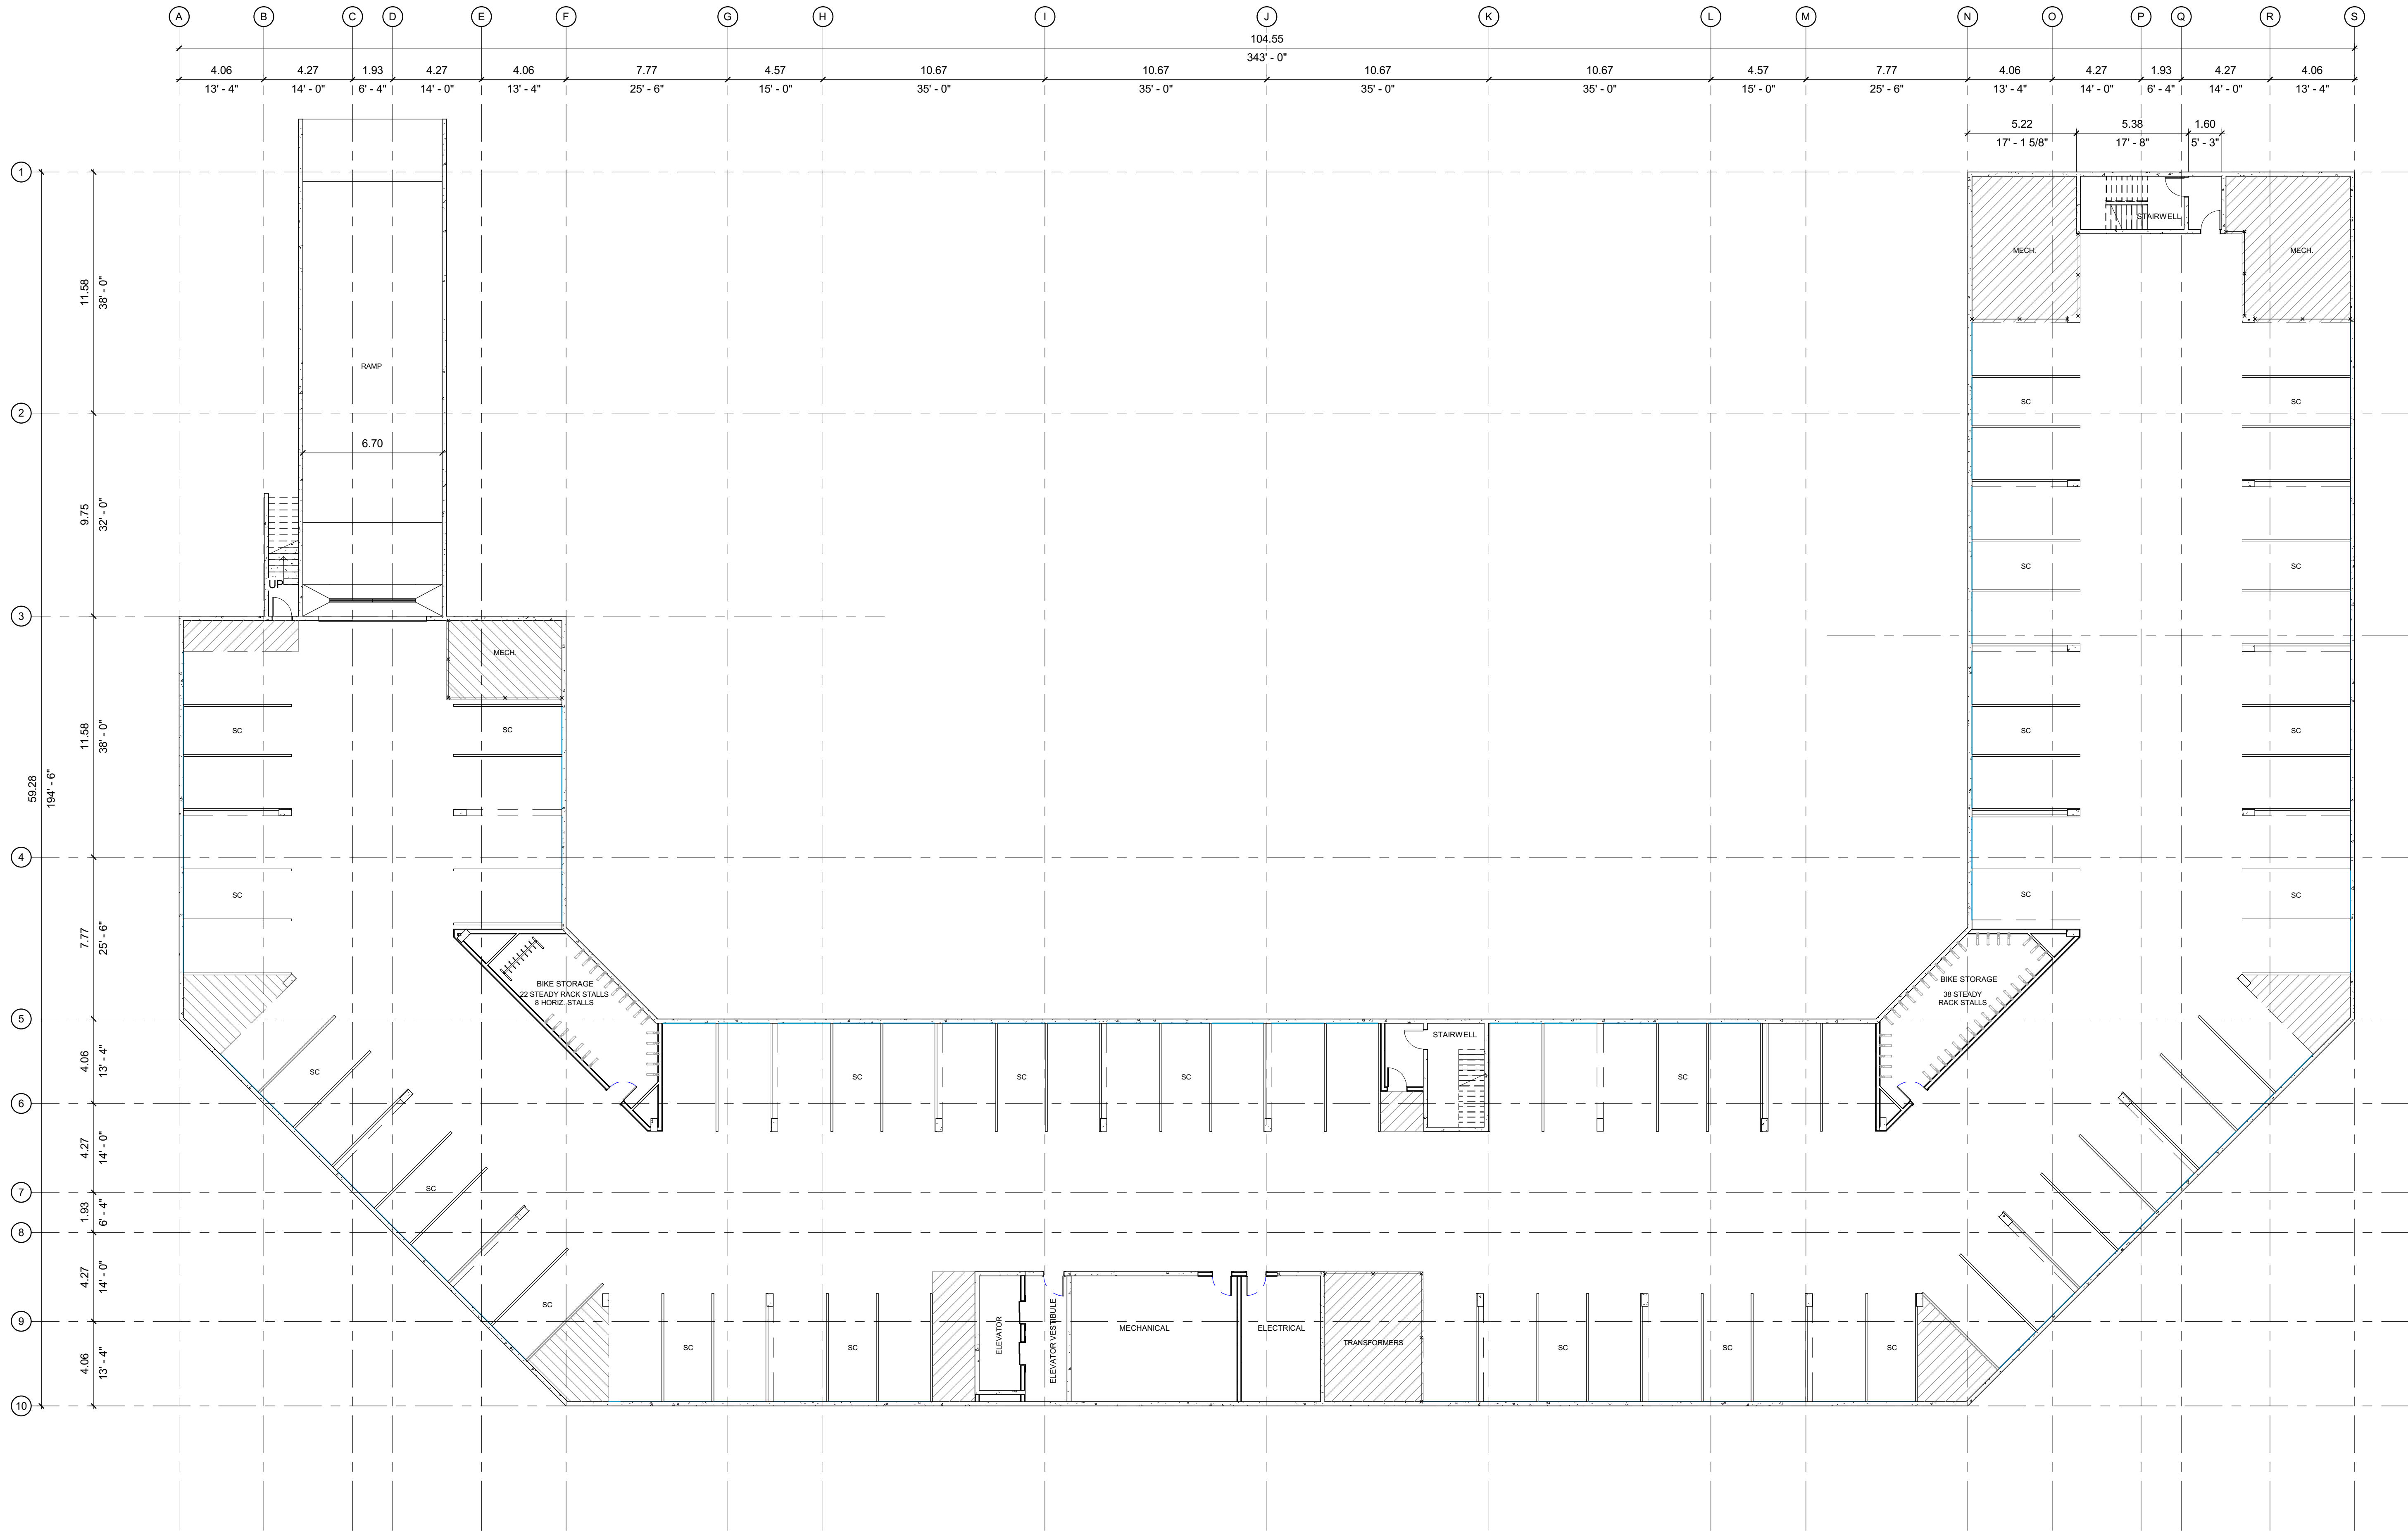 A B C D E F G H I J K L M N O P Q R S
104.55
343' - 0"
4.06 4.27 1.93 4.27 4.06 7.77 4.57 10.67 10.67 10.67 10.67 4.57 7.77 4.06 4.27 1.93 4.27 4.06
13' - 4" 14' - 0" 6' - 4" 14' - 0" 13' - 4" 25' - 6" 15' - 0" 35' - 0" 35' - 0" 35' - 0" 35' - 0" 15' - 0" 25' - 6" 13' - 4" 14' - 0" 6' - 4" 14' - 0" 13' - 4"
5.22 5.38 1.60
17' - 1 5/8" 17' - 8" 5' - 3"
1
STAIRWELL
MECH. MECH.
11.58
38' - 0"
RAMP
SC SC
2
6.70
9.75
32' - 0"
SC SC
UP
3
MECH.
SC SC SC SC
11.58
38' - 0"
59.28
194' - 6"
4
SC SC SC
7.77
25' - 6"
BIKE STORAGE
22 STEADY RACK STALLS
8 HORIZ. STALLS
BIKE STORAGE
38 STEADY
RACK STALLS
5
STAIRWELL
4.06
13' - 4"
SC SC SC SC SC
6
4.27
14' - 0"
SC
7
1.93
6' - 4"
8
4.27
14' - 0"
SC
9
ELEVATOR
ELEVATOR VESTIBULE
MECHANICAL
ELECTRICAL
TRANSFORMERS
SC SC SC SC SC
4.06
13' - 4"
10